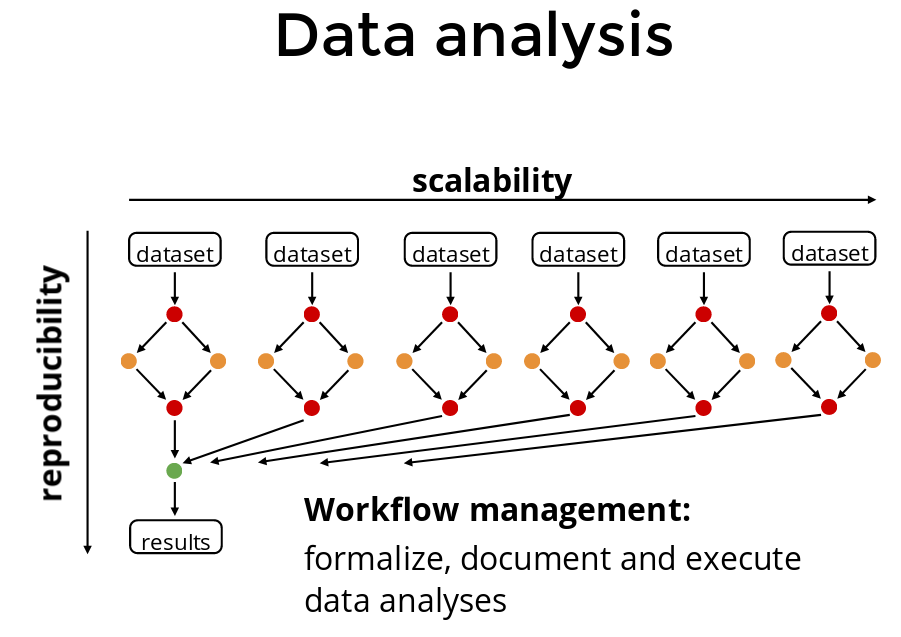 Data analysis
scalability
reproducibility
dataset dataset dataset dataset dataset dataset
results
Workflow management:
formalize, document and execute
data analyses